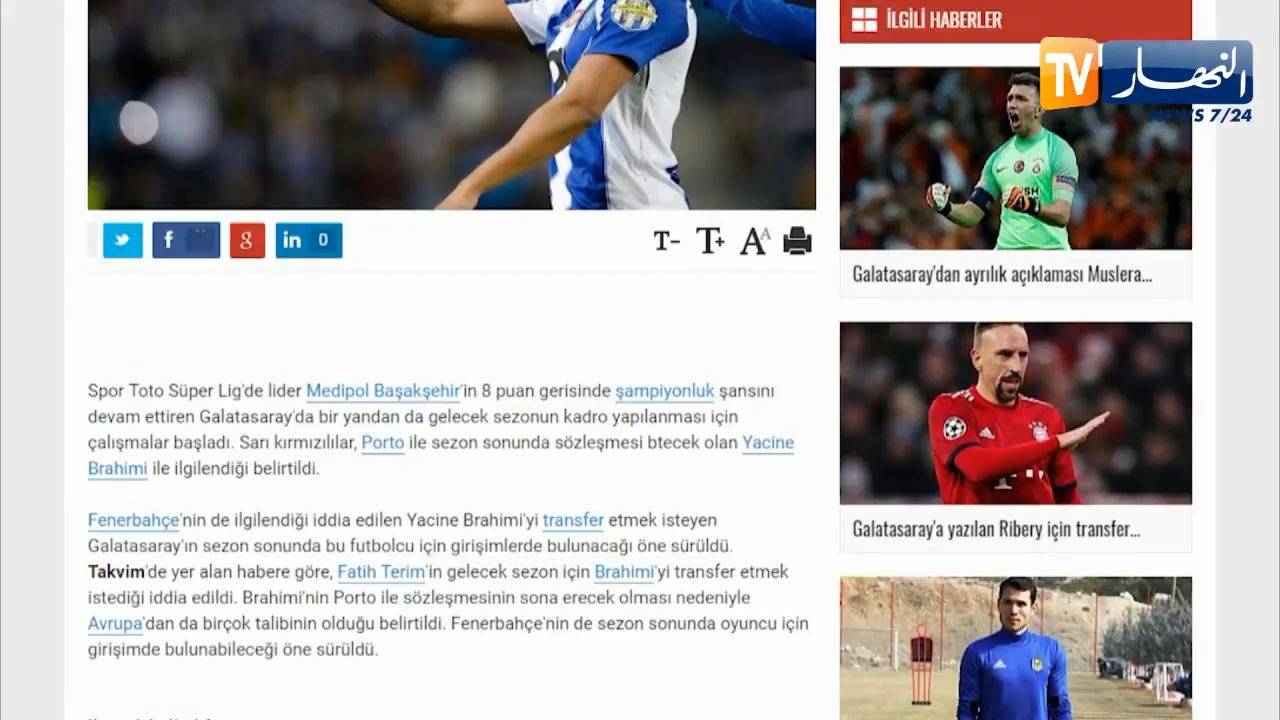 İLGİLİ HABERLER
TV النهار
NEWS 7/24
Galatasaray'dan ayrılık açıklaması Muslera...
Galatasaray'a yazılan Ribery için transfer...
f
g
in 0
T- T+ AA
Spor Toto Süper Lig'de lider Medipol Başakşehir'in 8 puan gerisinde şampiyonluk şansını
devam ettiren Galatasaray'da bir yandan da gelecek sezonun kadro yapılanması için
çalışmalar başladı. Sarı kırmızılılar, Porto ile sezon sonunda sözleşmesi btecek olan Yacine
Brahimi ile ilgilendiği belirtildi.
Fenerbahçe'nin de ilgilendiği iddia edilen Yacine Brahimi'yi transfer etmek isteyen
Galatasaray'ın sezon sonunda bu futbolcu için girişimlerde bulunacağı öne sürüldü.
Takvim'de yer alan habere göre, Fatih Terim'in gelecek sezon için Brahimi'yi transfer etmek
istediği iddia edildi. Brahimi'nin Porto ile sözleşmesinin sona erecek olması nedeniyle
Avrupa'dan da birçok talibinin olduğu belirtildi. Fenerbahçe'nin de sezon sonunda oyuncu için
girişimde bulunabileceği öne sürüldü.